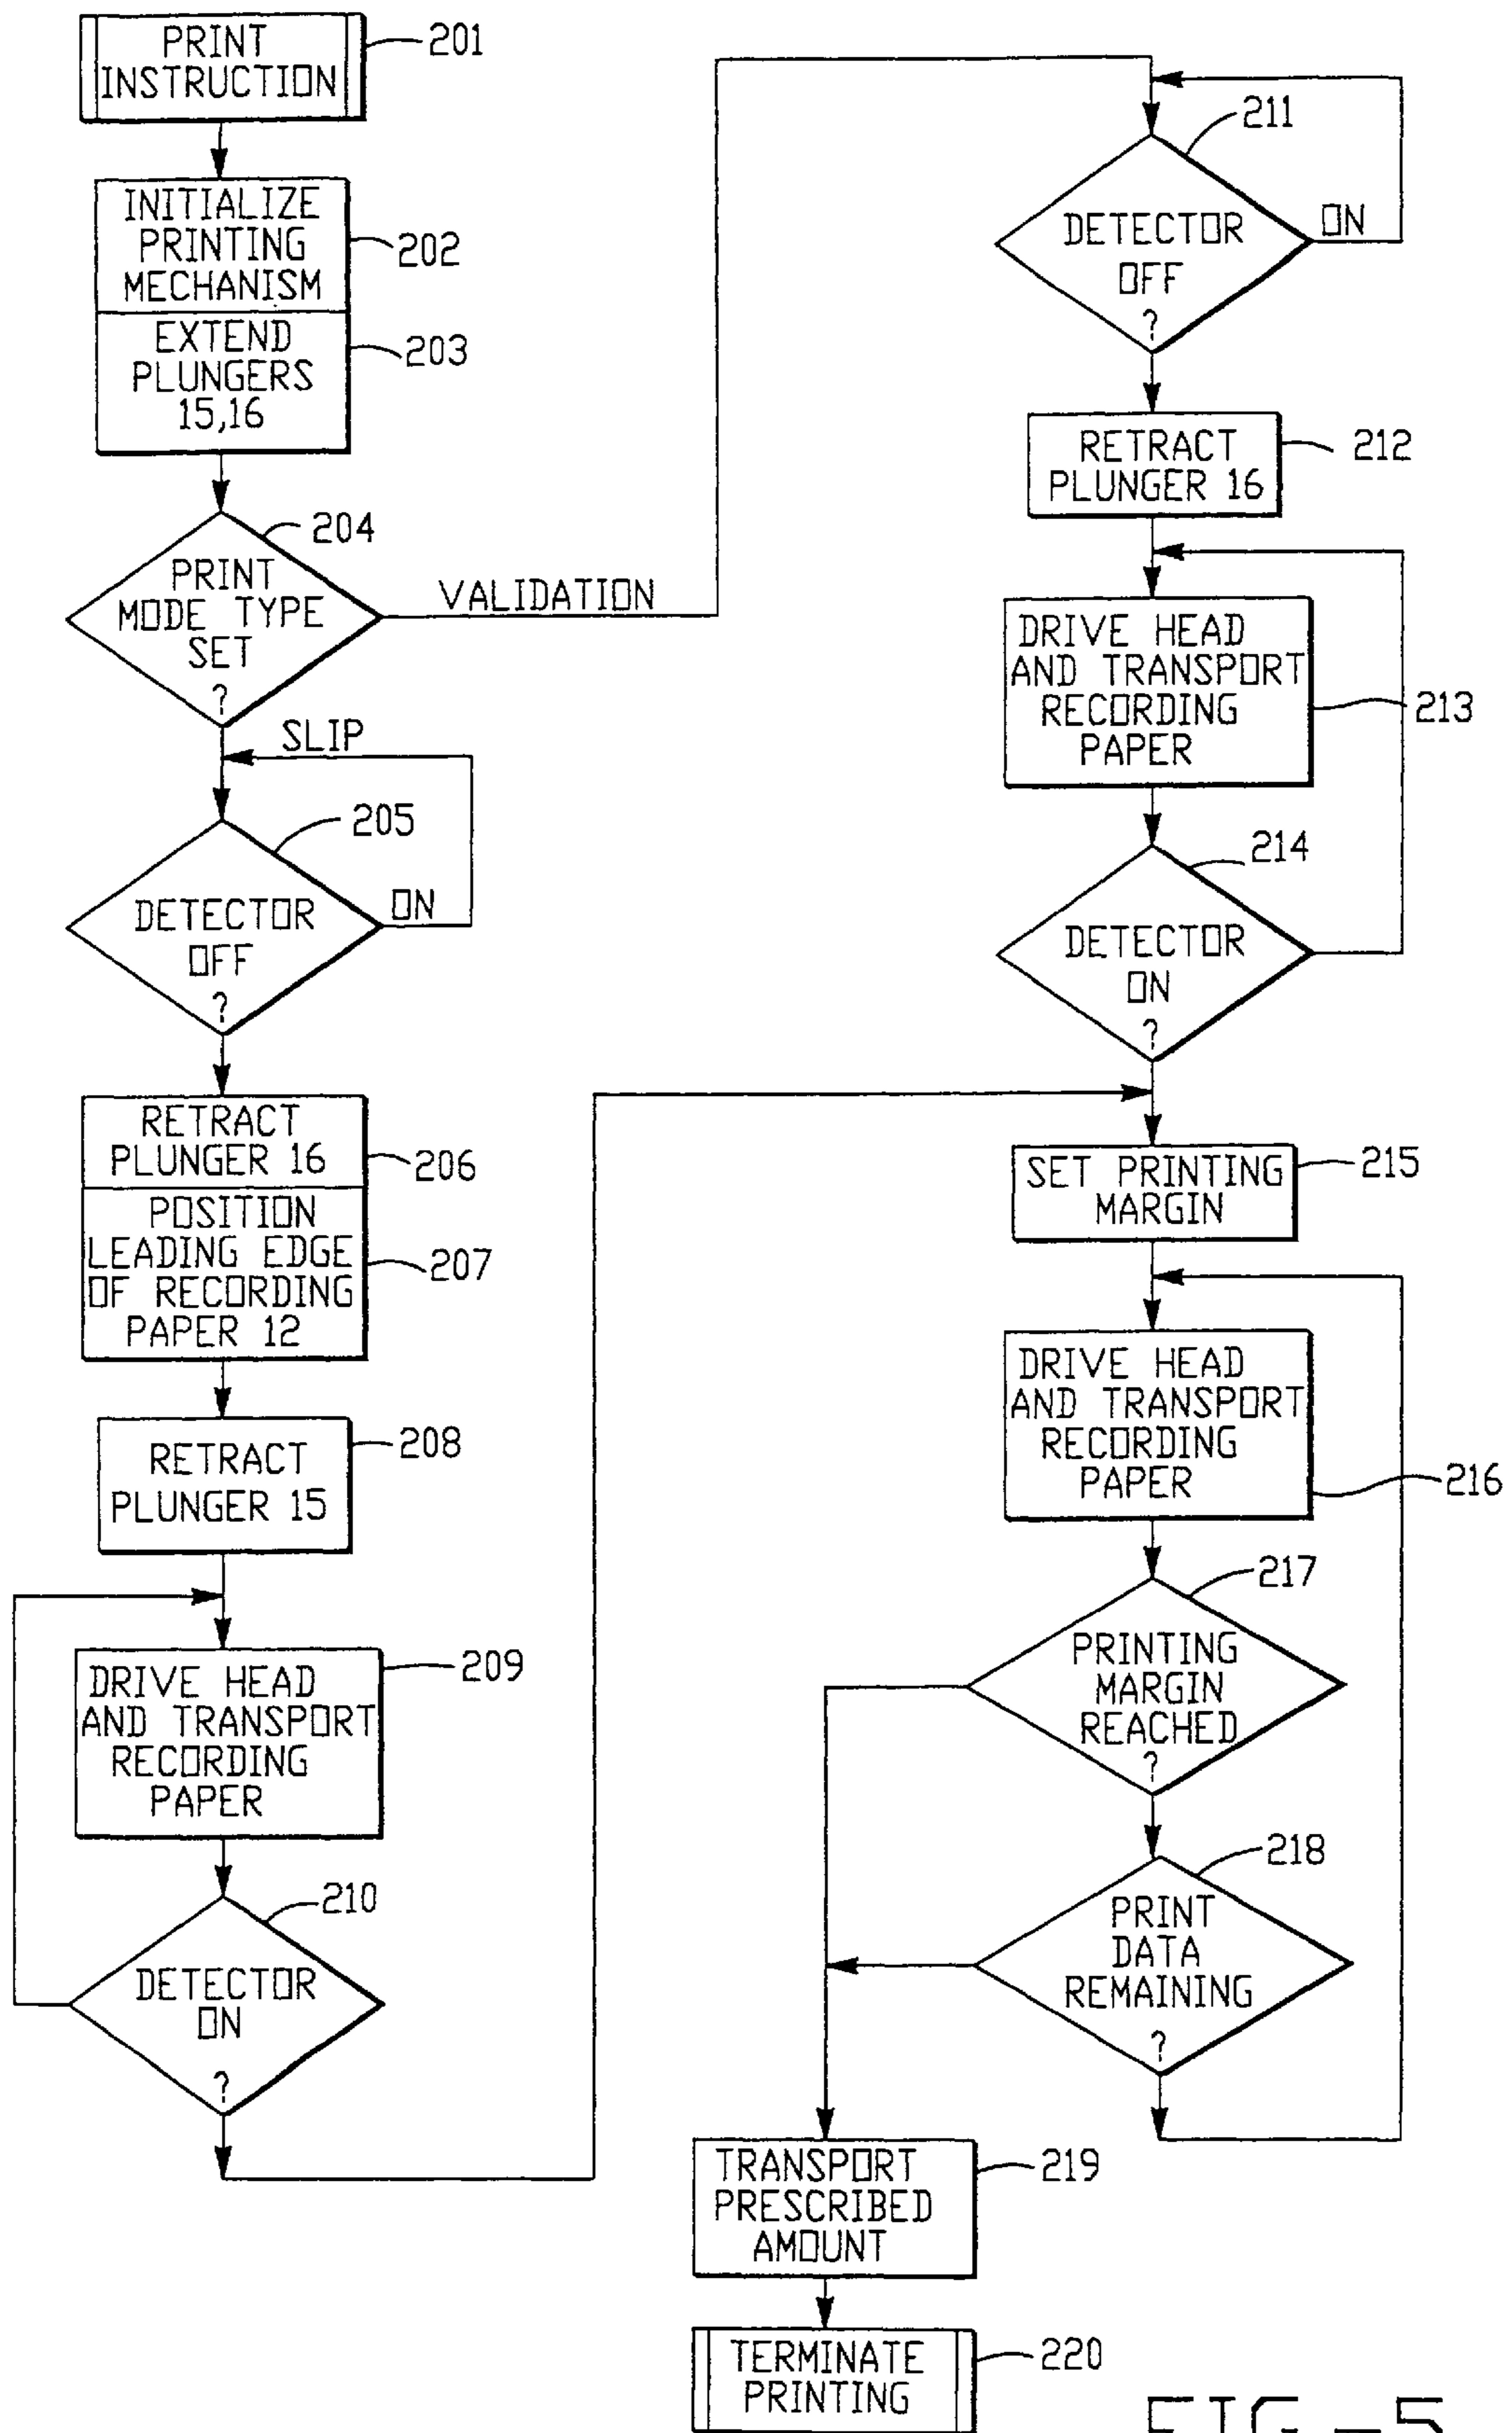 PRINT
INSTRUCTION
201
INITIALIZE
PRINTING
MECHANISM
202
EXTEND
PLUNGERS
15,16
203
204
PRINT
MODE TYPE
SET
?
VALIDATION
SLIP
205
DETECTOR
OFF
?
ON
RETRACT
PLUNGER 16
206
POSITION
LEADING EDGE
OF RECORDING
PAPER 12
207
RETRACT
PLUNGER 15
208
DRIVE HEAD
AND TRANSPORT
RECORDING
PAPER
209
210
DETECTOR
ON
?
211
DETECTOR
OFF
?
ON
RETRACT
PLUNGER 16
212
DRIVE HEAD
AND TRANSPORT
RECORDING
PAPER
213
214
DETECTOR
ON
?
SET PRINTING
MARGIN
215
DRIVE HEAD
AND TRANSPORT
RECORDING
PAPER
216
217
PRINTING
MARGIN
REACHED
?
218
PRINT
DATA
REMAINING
?
TRANSPORT
PRESCRIBED
AMOUNT
219
TERMINATE
PRINTING
220
FIG.-5